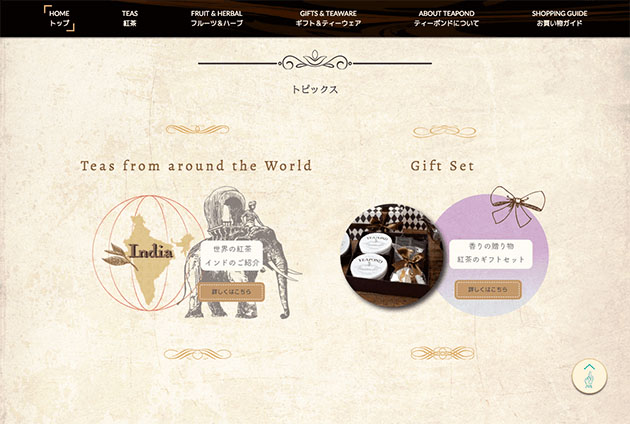 HOME
トップ
TEAS
紅茶
FRUIT & HERBAL
フルーツ＆ハーブ
GIFTS & TEAWARE
ギフト＆ティーウェア
ABOUT TEAPOND
ティーポンドについて
SHOPPING GUIDE
お買い物ガイド
トピックス
Teas from around the World
India
世界の紅茶
インドのご紹介
詳しくはこちら
Gift Set
TEAPOND
香りの贈り物
紅茶のギフトセット
詳しくはこちら